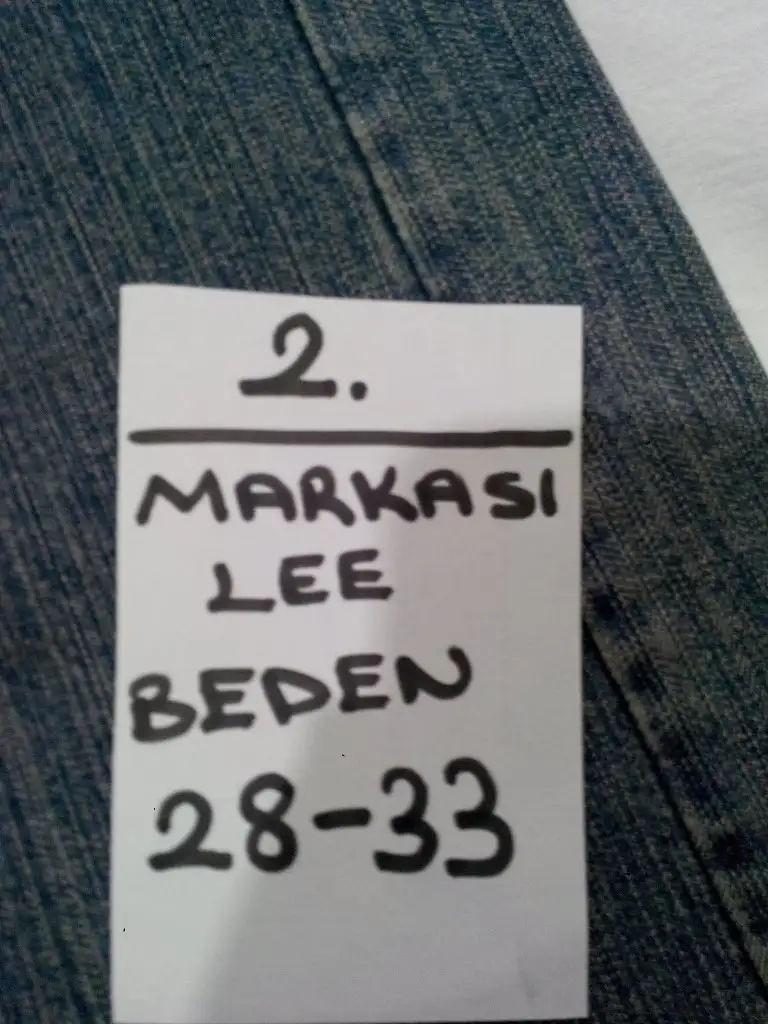 2.
MARKASI
LEE
BEDEN
28-33